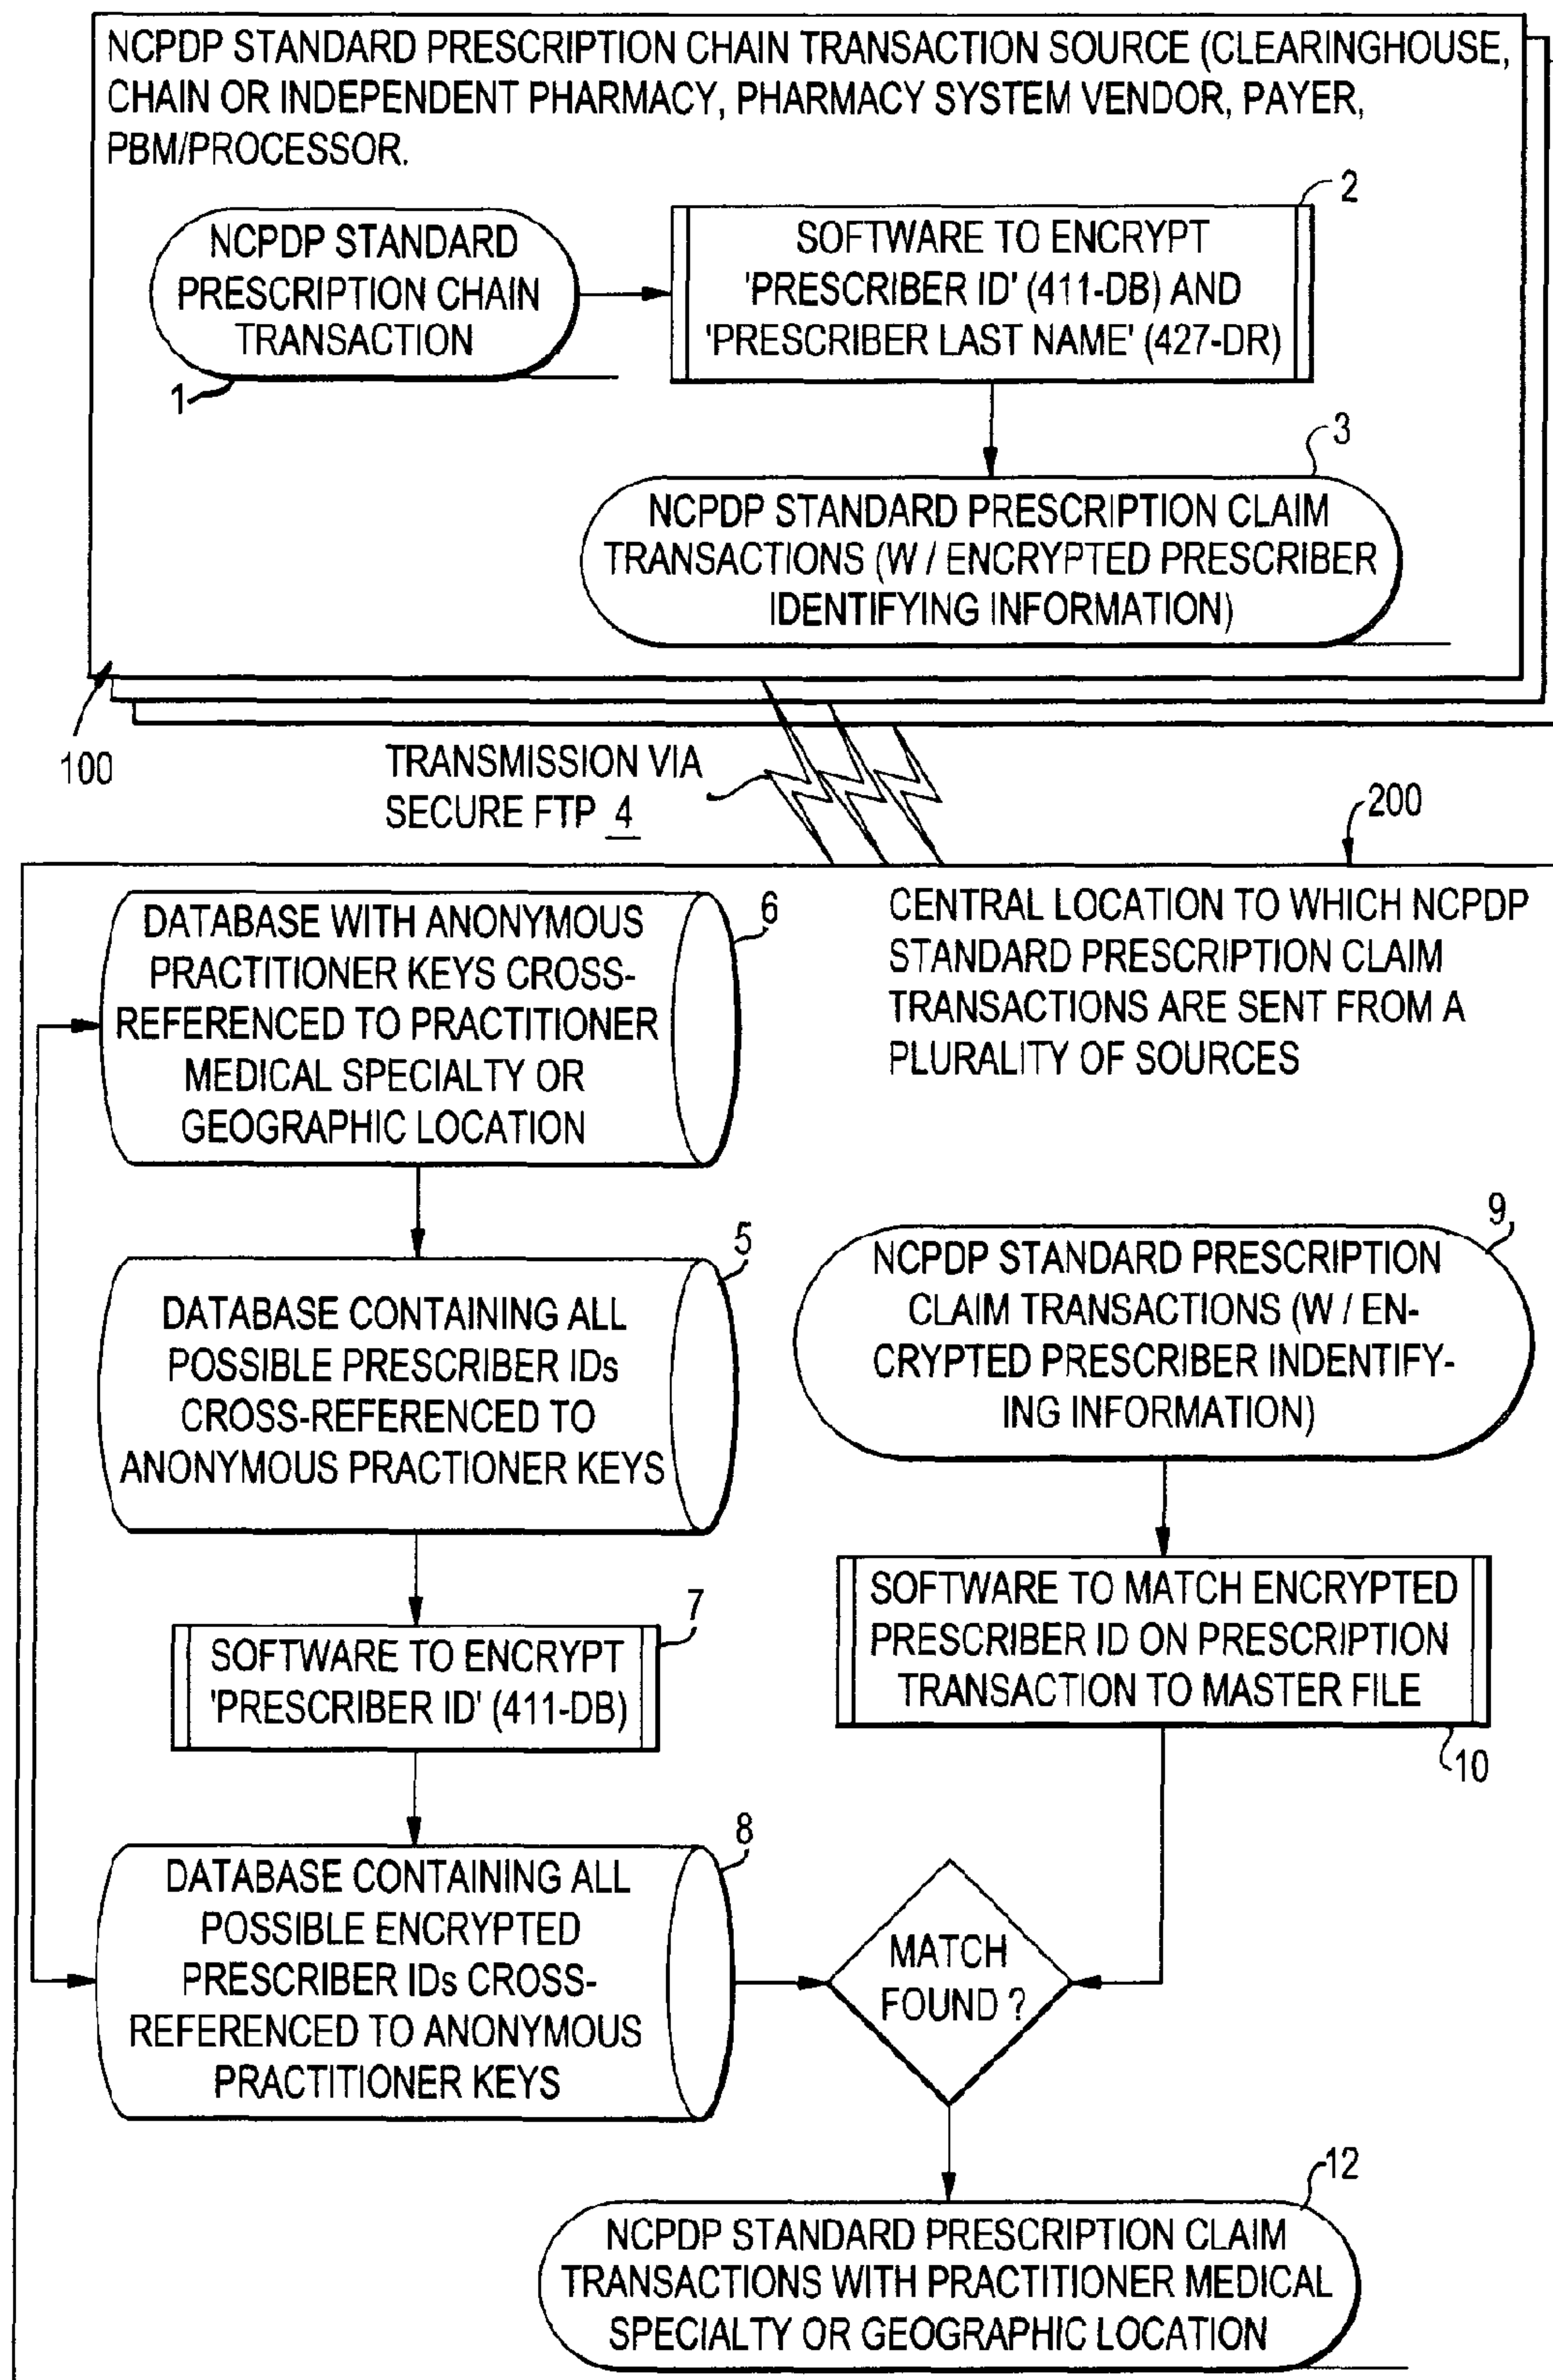 NCPDP STANDARD PRESCRIPTION CHAIN TRANSACTION SOURCE (CLEARINGHOUSE,
CHAIN OR INDEPENDENT PHARMACY, PHARMACY SYSTEM VENDOR, PAYER,
PBM/PROCESSOR.
NCPDP STANDARD
PRESCRIPTION CHAIN
TRANSACTION
1
2
SOFTWARE TO ENCRYPT
'PRESCRIBER ID' (411-DB) AND
'PRESCRIBER LAST NAME' (427-DR)
3
NCPDP STANDARD PRESCRIPTION CLAIM
TRANSACTIONS (W / ENCRYPTED PRESCRIBER
IDENTIFYING INFORMATION)
100
TRANSMISSION VIA
SECURE FTP 4
200
CENTRAL LOCATION TO WHICH NCPDP
STANDARD PRESCRIPTION CLAIM
TRANSACTIONS ARE SENT FROM A
PLURALITY OF SOURCES
6
DATABASE WITH ANONYMOUS
PRACTITIONER KEYS CROSS-
REFERENCED TO PRACTITIONER
MEDICAL SPECIALTY OR
GEOGRAPHIC LOCATION
5
DATABASE CONTAINING ALL
POSSIBLE PRESCRIBER IDs
CROSS-REFERENCED TO
ANONYMOUS PRACTIONER KEYS
9
NCPDP STANDARD PRESCRIPTION
CLAIM TRANSACTIONS (W / EN-
CRYPTED PRESCRIBER INDENTIFY-
ING INFORMATION)
7
SOFTWARE TO ENCRYPT
'PRESCRIBER ID' (411-DB)
SOFTWARE TO MATCH ENCRYPTED
PRESCRIBER ID ON PRESCRIPTION
TRANSACTION TO MASTER FILE
10
8
DATABASE CONTAINING ALL
POSSIBLE ENCRYPTED
PRESCRIBER IDs CROSS-
REFERENCED TO ANONYMOUS
PRACTITIONER KEYS
MATCH
FOUND ?
12
NCPDP STANDARD PRESCRIPTION CLAIM
TRANSACTIONS WITH PRACTITIONER MEDICAL
SPECIALTY OR GEOGRAPHIC LOCATION